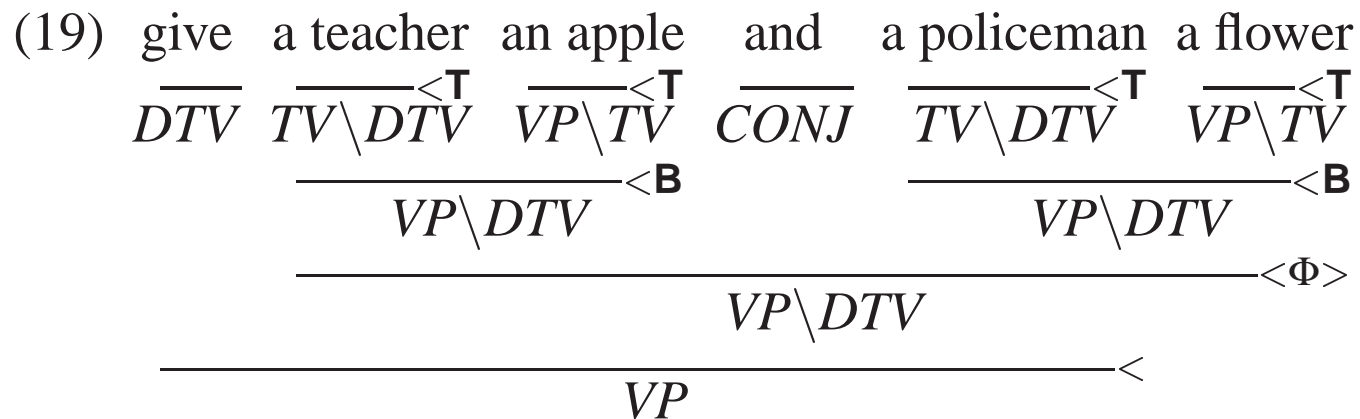 (19) give a teacher an apple and a policeman a flower
<T <T <T <T
DTV TV\DTV VP\TV CONJ TV\DTV VP\TV
<B <B
VP\DTV VP\DTV
<Φ>
VP\DTV
<
VP